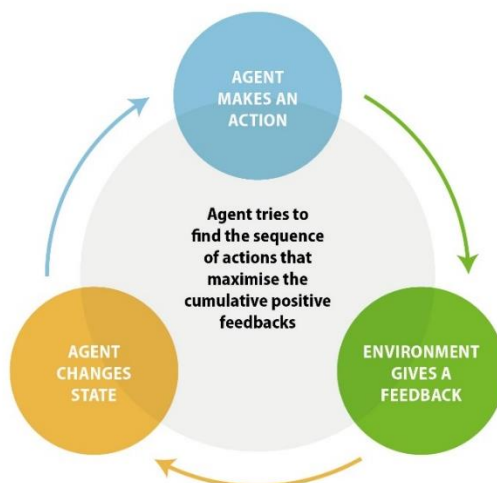 AGENT
MAKES AN
ACTION
Agent tries to
find the sequence
of actions that
maximise the
cumulative positive
feedbacks
AGENT
CHANGES
STATE
ENVIRONMENT
GIVES A
FEEDBACK